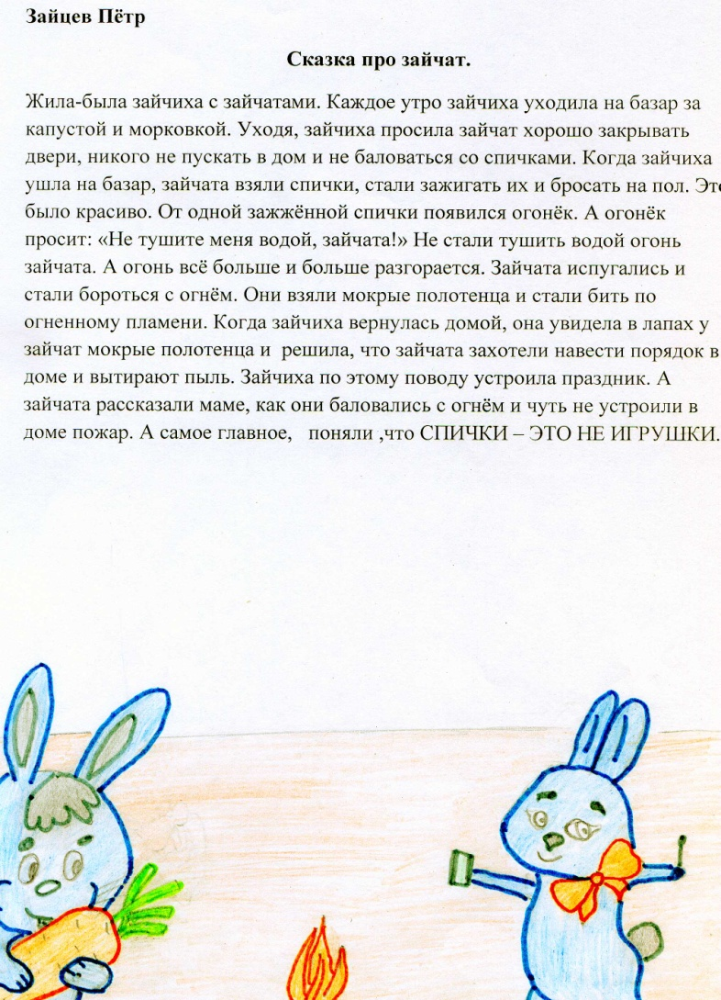 Зайцев Пётр
Сказка про зайчат.
Жила-была зайчиха с зайчатами. Каждое утро зайчиха уходила на базар за
капустой и морковкой. Уходя, зайчиха просила зайчат хорошо закрывать
двери, никого не пускать в дом и не баловаться со спичками. Когда зайчиха
ушла на базар, зайчата взяли спички, стали зажигать их и бросать на пол. Это
было красиво. От одной зажжённой спички появился огонёк. А огонёк
просит: «Не тушите меня водой, зайчата!» Не стали тушить водой огонь
зайчата. А огонь всё больше и больше разгорается. Зайчата испугались и
стали бороться с огнём. Они взяли мокрые полотенца и стали бить по
огненному пламени. Когда зайчиха вернулась домой, она увидела в лапах у
зайчат мокрые полотенца и  решила, что зайчата захотели навести порядок в
доме и вытирают пыль. Зайчиха по этому поводу устроила праздник. А
зайчата рассказали маме, как они баловались с огнём и чуть не устроили в
доме пожар. А самое главное,   поняли ,что СПИЧКИ – ЭТО НЕ ИГРУШКИ.